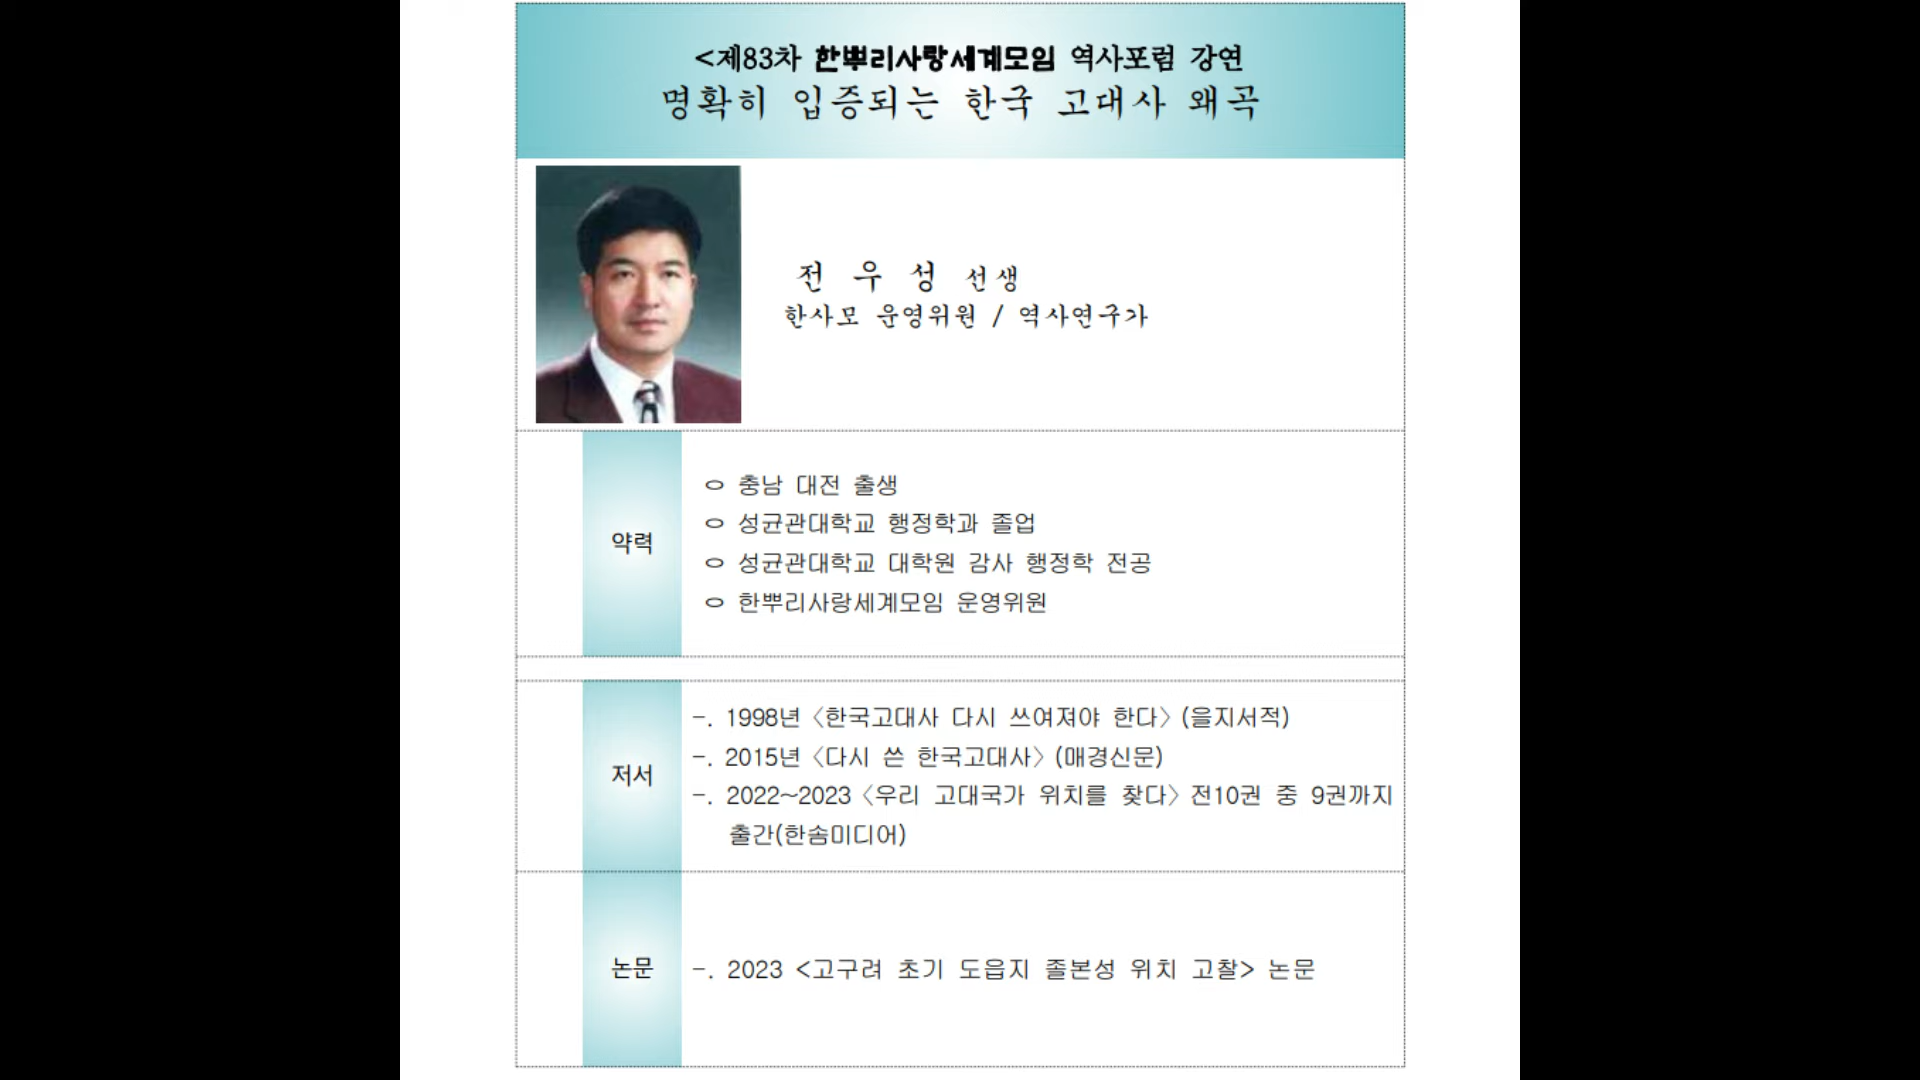 <제83차 한뿌리사랑세계모임 역사포럼 강연
명확히 입증되는 한국 고대사 왜곡
전 우 성 선생
한사모 운영위원 / 역사연구가
약력
ㅇ 충남 대전 출생
ㅇ 성균관대학교 행정학과 졸업
ㅇ 성균관대학교 대학원 감사 행정학 전공
ㅇ 한뿌리사랑세계모임 운영위원
저서
-. 1998년 〈한국고대사 다시 쓰여져야 한다〉(을지서적)
-. 2015년 〈다시 쓴 한국고대사〉(매경신문)
-. 2022~2023 〈우리 고대국가 위치를 찾다〉 전10권 중 9권까지
출간(한솜미디어)
논문
-. 2023 <고구려 초기 도읍지 졸본성 위치 고찰> 논문